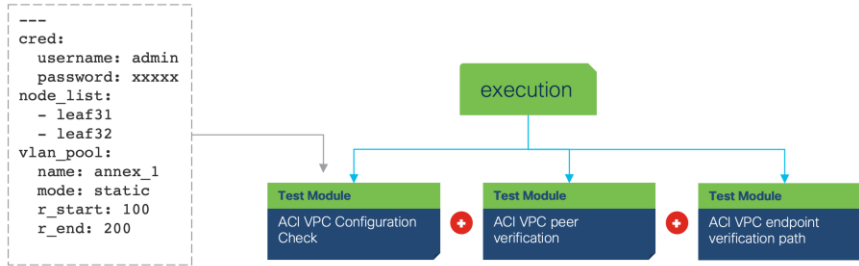 ---
cred:
  username: admin
  password: xxxxx
node_list:
  - leaf31
  - leaf32
vlan_pool:
  name: annex_1
  mode: static
  r_start: 100
  r_end: 200
execution
Test Module
ACI VPC Configuration
Check
Test Module
ACI VPC peer
verification
Test Module
ACI VPC endpoint
verification path